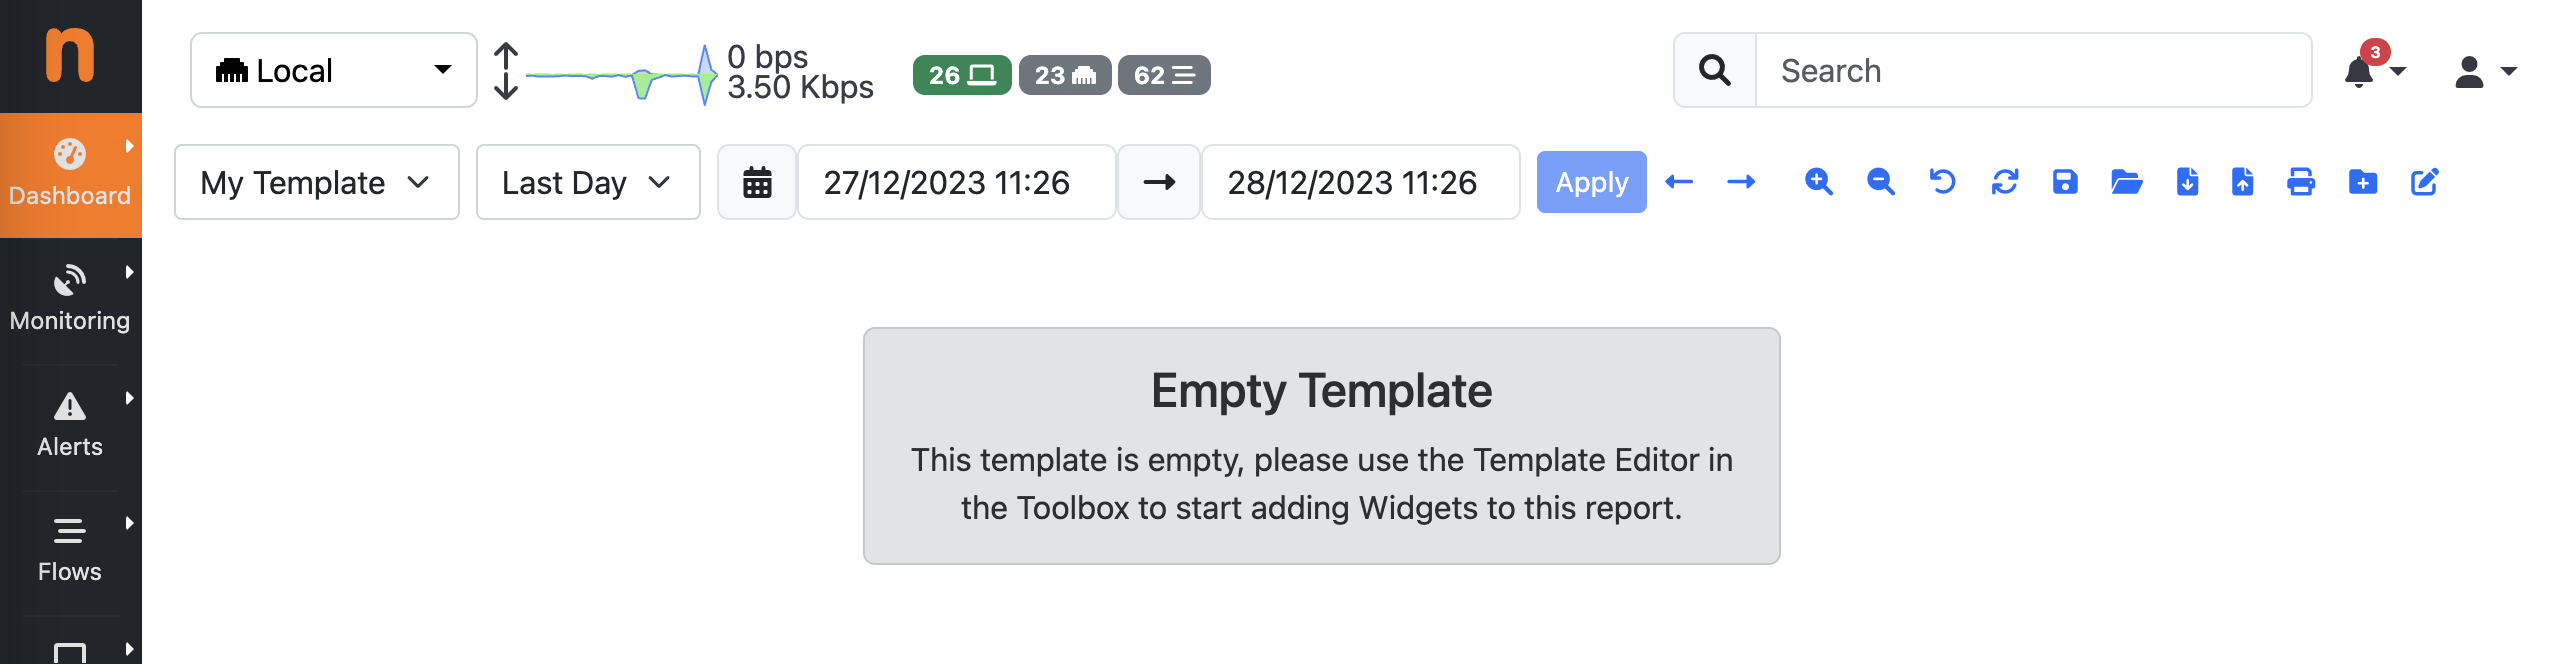 n
Local
0 bps
3.50 Kbps
26
23
62
Search
3
My Template
Last Day
27/12/2023 11:26
28/12/2023 11:26
Apply
Dashboard
Monitoring
Alerts
Flows
Empty Template
This template is empty, please use the Template Editor in
the Toolbox to start adding Widgets to this report.